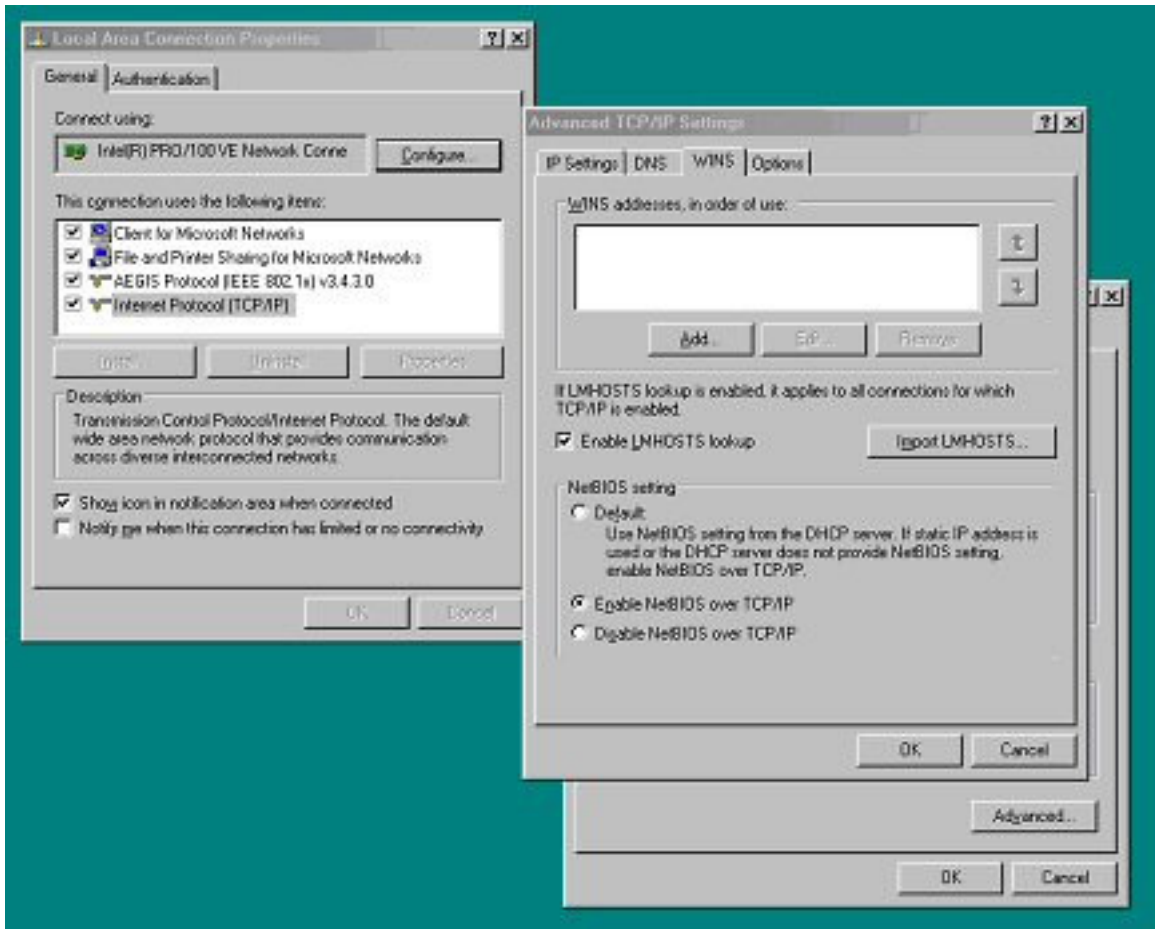 Local Area Connection Properties
General
Authentication
Connect using:
Intel(R) PRO/100 VE Network Conne
Configure...
This connection uses the following items:
Client for Microsoft Networks
File and Printer Sharing for Microsoft Networks
AEGIS Protocol (IEEE 802.1x) v3.4.3.0
Internet Protocol (TCP/IP)
Install...
Uninstall
Properties
Description
Transmission Control Protocol/Internet Protocol. The default
wide area network protocol that provides communication
across diverse interconnected networks.
Show icon in notification area when connected
Notify me when this connection has limited or no connectivity
OK
Cancel
Advanced TCP/IP Settings
IP Settings
DNS
WINS
Options
WINS addresses, in order of use:
Add...
Edit...
Remove
If LMHOSTS lookup is enabled, it applies to all connections for which
TCP/IP is enabled.
Enable LMHOSTS lookup
Import LMHOSTS...
NetBIOS setting
Default:
Use NetBIOS setting from the DHCP server. If static IP address is
used or the DHCP server does not provide NetBIOS setting,
enable NetBIOS over TCP/IP.
Enable NetBIOS over TCP/IP
Disable NetBIOS over TCP/IP
OK
Cancel
Advanced...
OK
Cancel